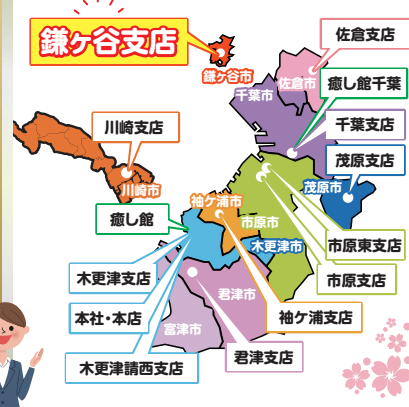 鎌ヶ谷支店
佐倉支店
鎌ヶ谷市
佐倉市
千葉市
癒し館千葉
川崎支店
千葉支店
茂原支店
川崎市
茂原市
袖ケ浦市
癒し館
市原市
木更津市
市原東支店
木更津支店
市原支店
君津市
本社・本店
袖ケ浦支店
富津市
君津支店
木更津請西支店